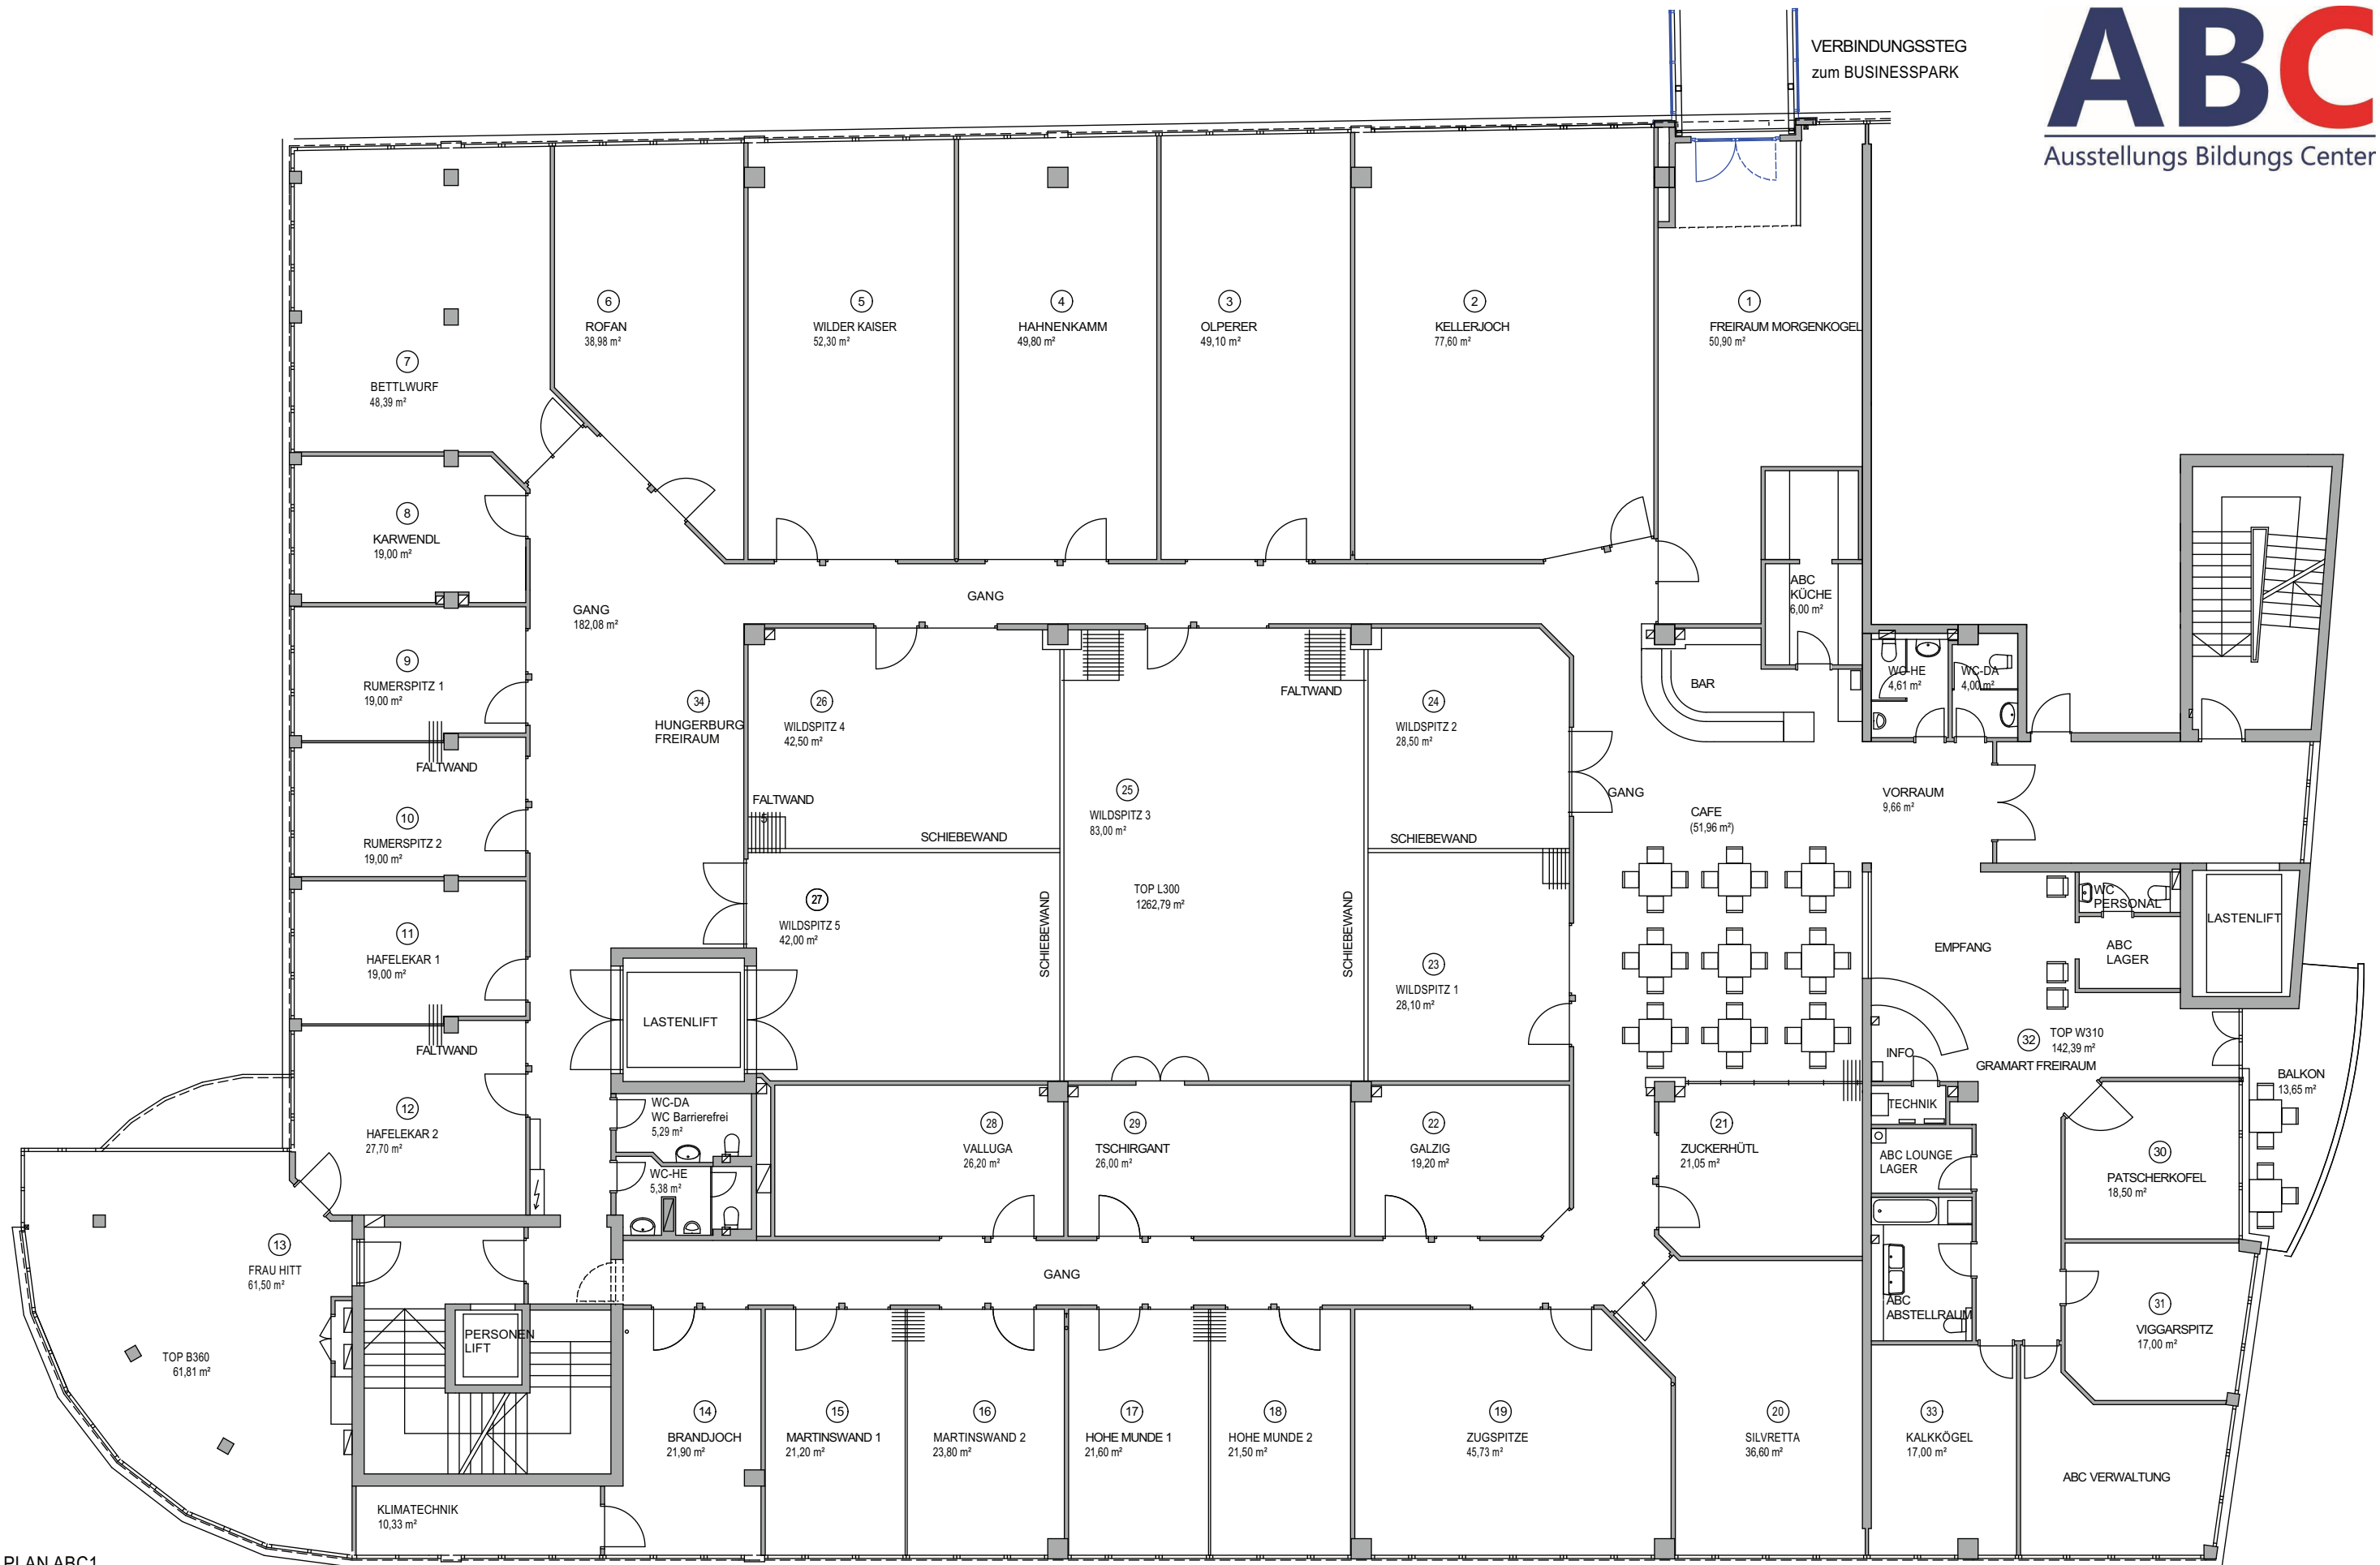 VERBINDUNGSSTEG
zum BUSINESSPARK
ABC
Ausstellungs Bildungs Center
6
ROFAN
38,98 m²
5
WILDER KAISER
52,30 m²
4
HAHNENKAMM
49,80 m²
3
OLPERER
49,10 m²
2
KELLERJOCH
77,60 m²
1
FREIRAUM MORGENKOGEL
50,90 m²
7
BETTLWURF
48,39 m²
8
KARWENDL
19,00 m²
GANG
182,08 m²
GANG
ABC
KÜCHE
6,00 m²
9
RUMERSPITZ 1
19,00 m²
FALTWAND
34
HUNGERBURG
FREIRAUM
26
WILDSPITZ 4
42,50 m²
FALTWAND
24
WILDSPITZ 2
28,50 m²
BAR
WC-HE
4,61 m²
WC-DA
4,00 m²
10
RUMERSPITZ 2
19,00 m²
FALTWAND
5
SCHIEBEWAND
25
WILDSPITZ 3
83,00 m²
SCHIEBEWAND
GANG
CAFE
(51,96 m²)
VORRAUM
9,66 m²
11
HAFELEKAR 1
19,00 m²
FALTWAND
27
WILDSPITZ 5
42,00 m²
SCHIEBEWAND
TOP L300
1262,79 m²
SCHIEBEWAND
23
WILDSPITZ 1
28,10 m²
LASTENLIFT
EMPFANG
WC
PERSONAL
ABC
LAGER
LASTENLIFT
INFO
32
TOP W310
142,39 m²
GRAMART FREIRAUM
BALKON
13,65 m²
12
HAFELEKAR 2
27,70 m²
WC-DA
WC Barrierefrei
5,29 m²
WC-HE
5,38 m²
28
VALLUGA
26,20 m²
29
TSCHIRGANT
26,00 m²
22
GALZIG
19,20 m²
21
ZUCKERHÜTL
21,05 m²
TECHNIK
ABC LOUNGE
LAGER
30
PATSCHERKOFEL
18,50 m²
13
FRAU HITT
61,50 m²
GANG
ABC
ABSTELLRAUM
31
VIGGARSPITZ
17,00 m²
PERSONEN
LIFT
TOP B360
61,81 m²
14
BRANDJOCH
21,90 m²
15
MARTINSWAND 1
21,20 m²
16
MARTINSWAND 2
23,80 m²
17
HOHE MUNDE 1
21,60 m²
18
HOHE MUNDE 2
21,50 m²
19
ZUGSPITZE
45,73 m²
20
SILVRETTA
36,60 m²
33
KALKKÖGEL
17,00 m²
ABC VERWALTUNG
KLIMATECHNIK
10,33 m²
PLAN ABC1